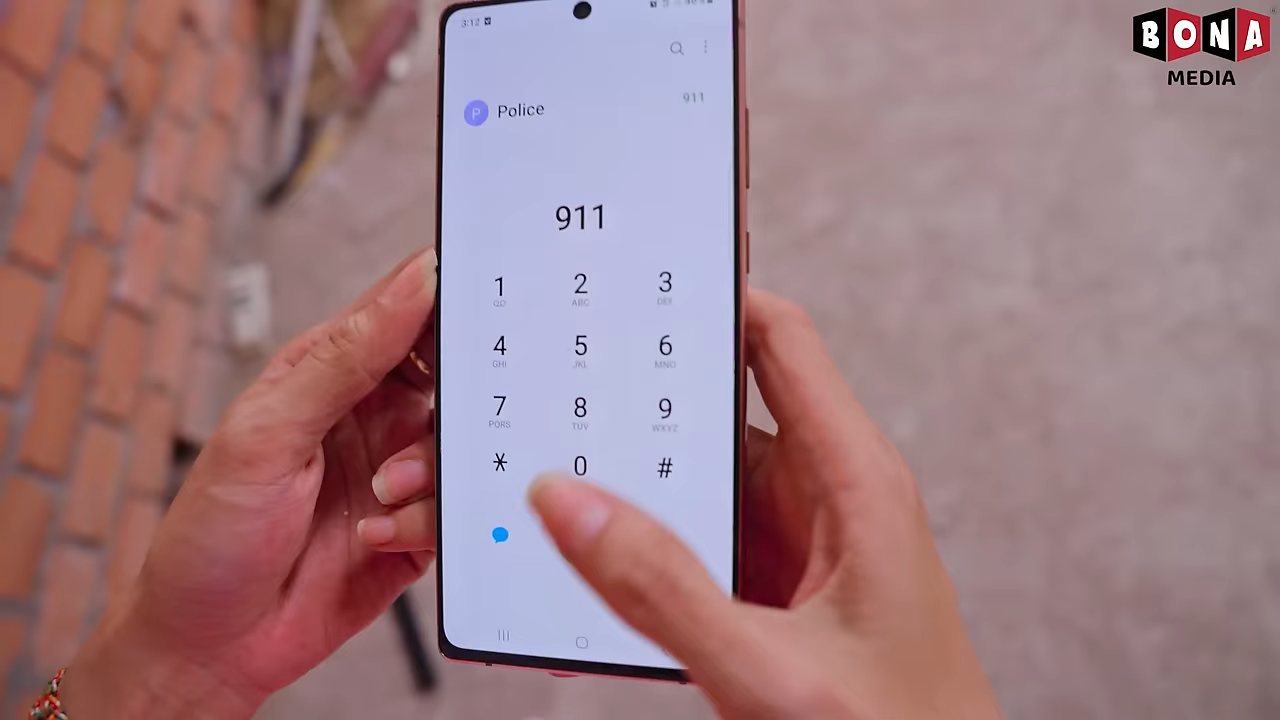 BONA
MEDIA
3:12
P Police 911
911
1 2 3
QD ABC DEF
4 5 6
GHI JKL MNO
7 8 9
PQRS TUV WXYZ
* 0 #